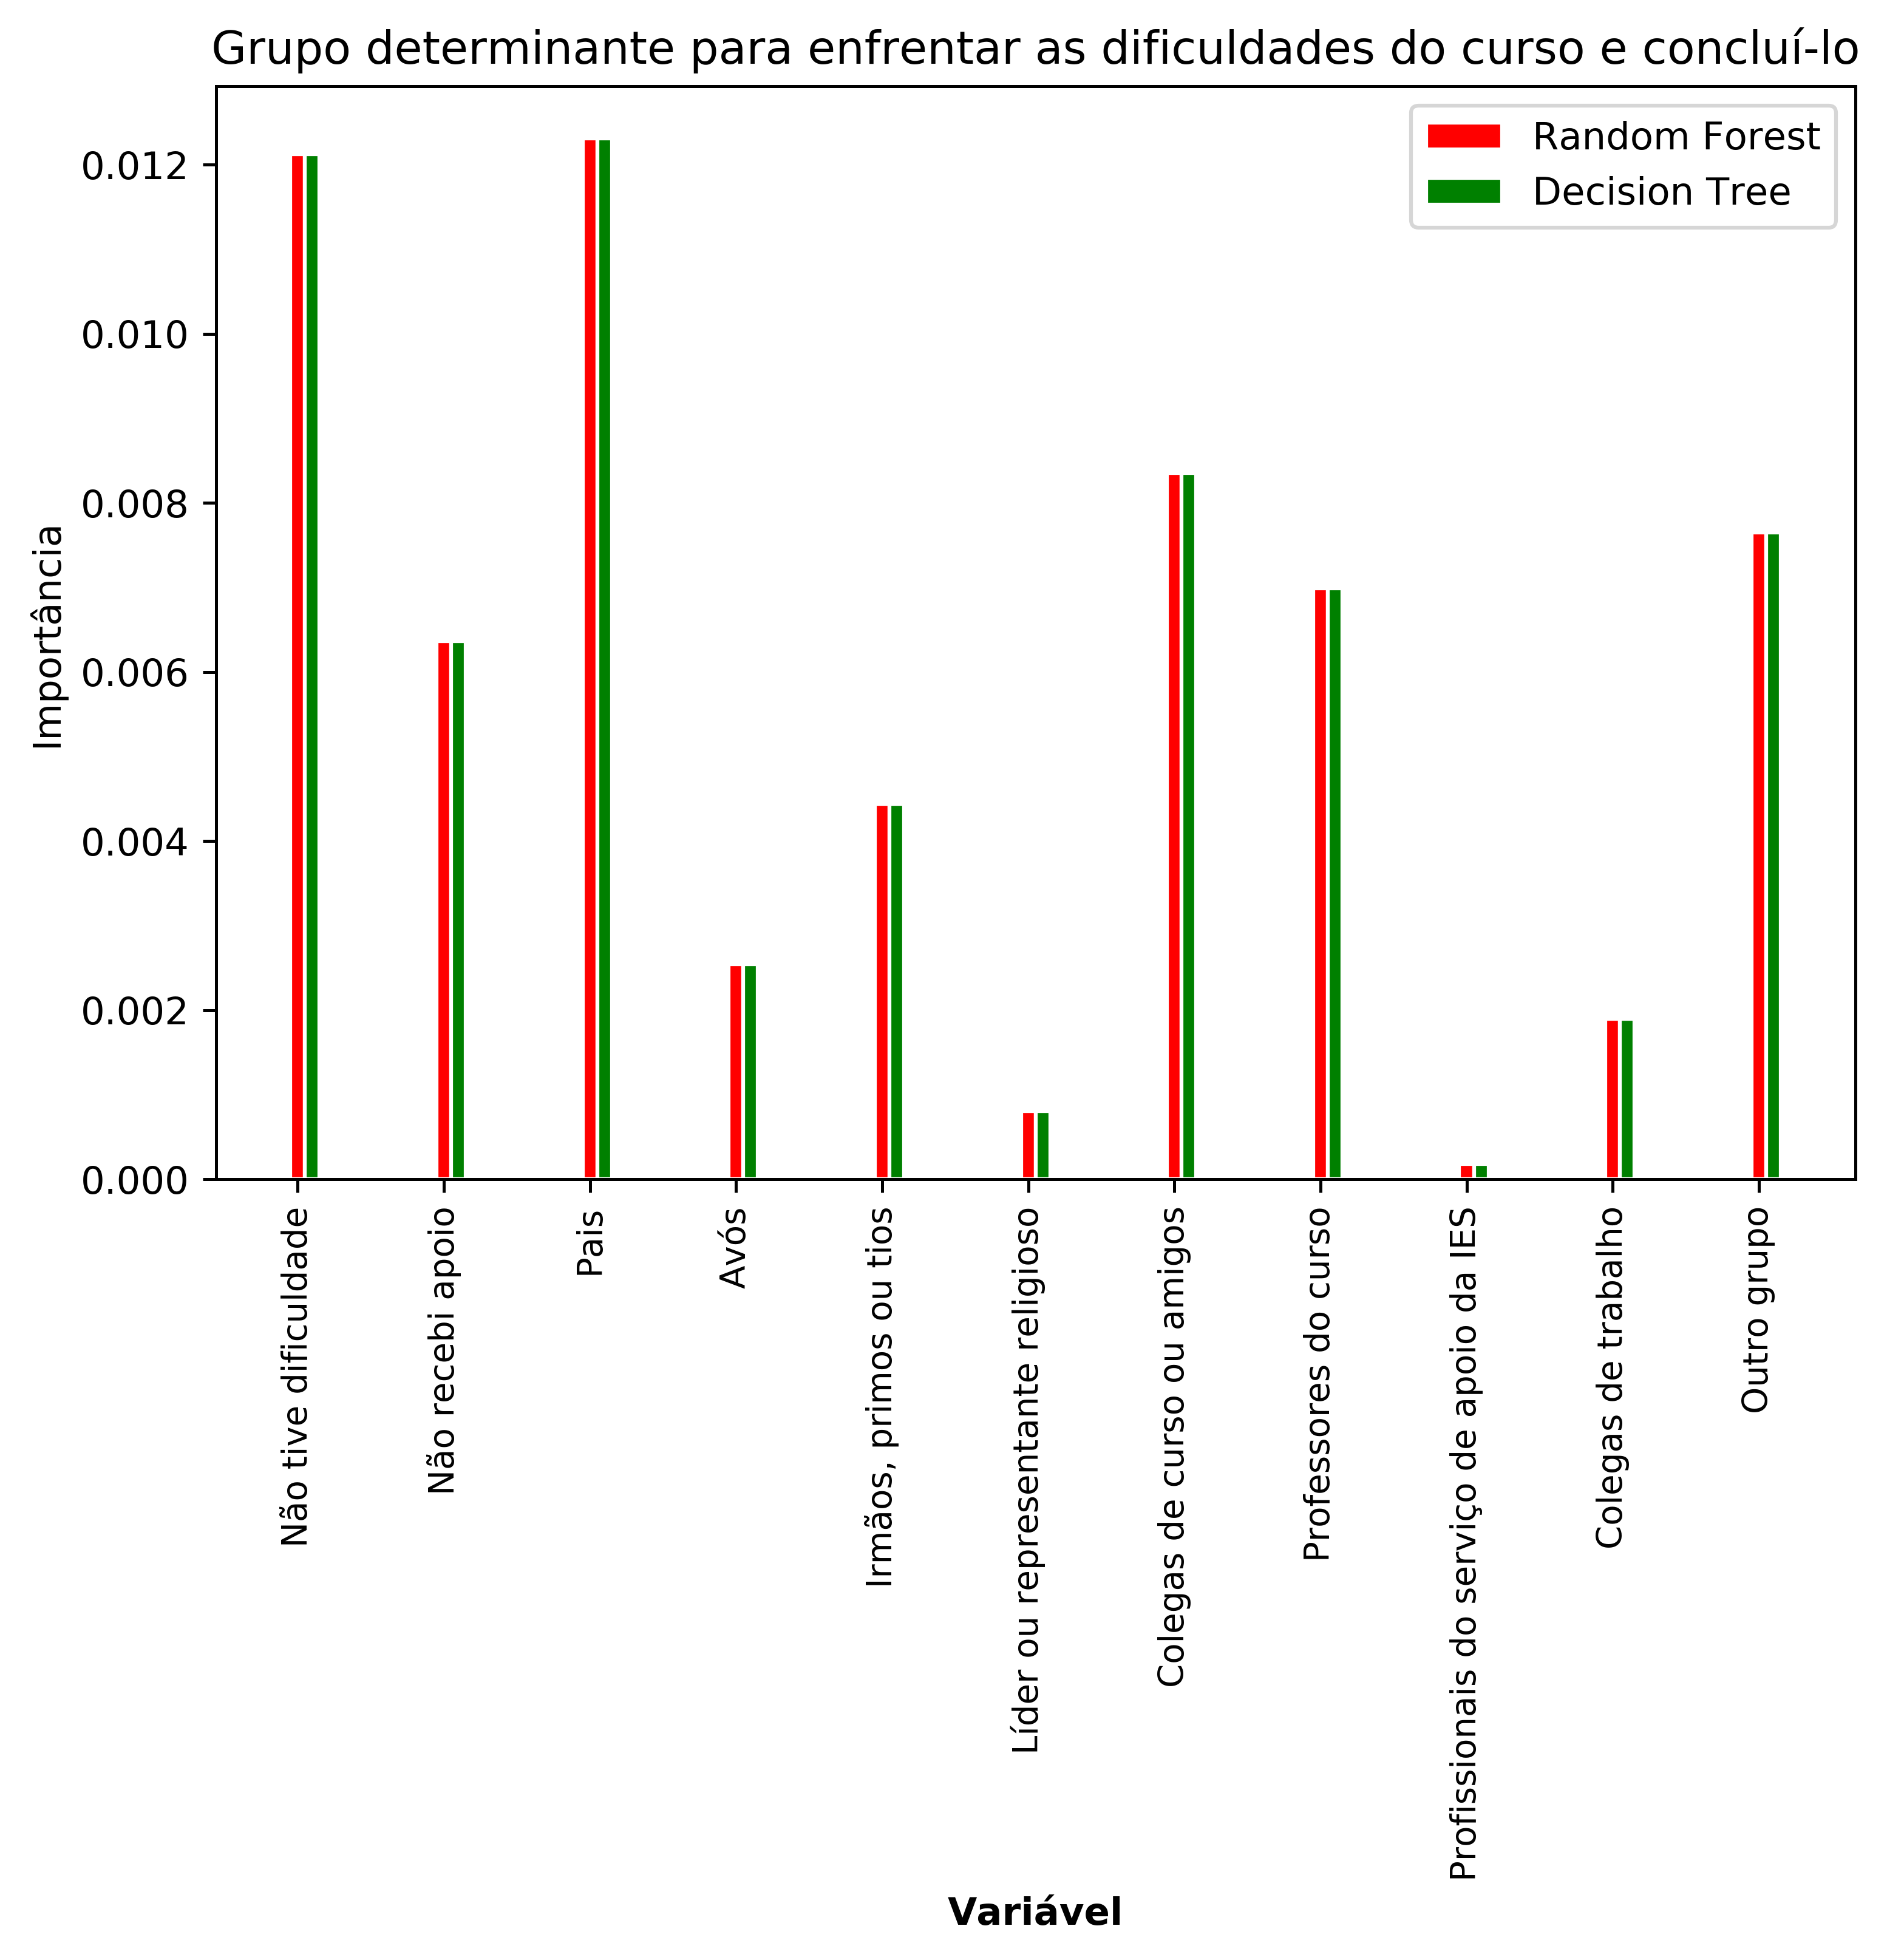 Grupo determinante para enfrentar as dificuldades do curso e concluí-lo
Random Forest
Decision Tree
Importância
0.012
0.010
0.008
0.006
0.004
0.002
0.000
Não tive dificuldade
Não recebi apoio
Pais
Avós
Irmãos, primos ou tios
Líder ou representante religioso
Colegas de curso ou amigos
Professores do curso
Profissionais do serviço de apoio da IES
Colegas de trabalho
Outro grupo
Variável